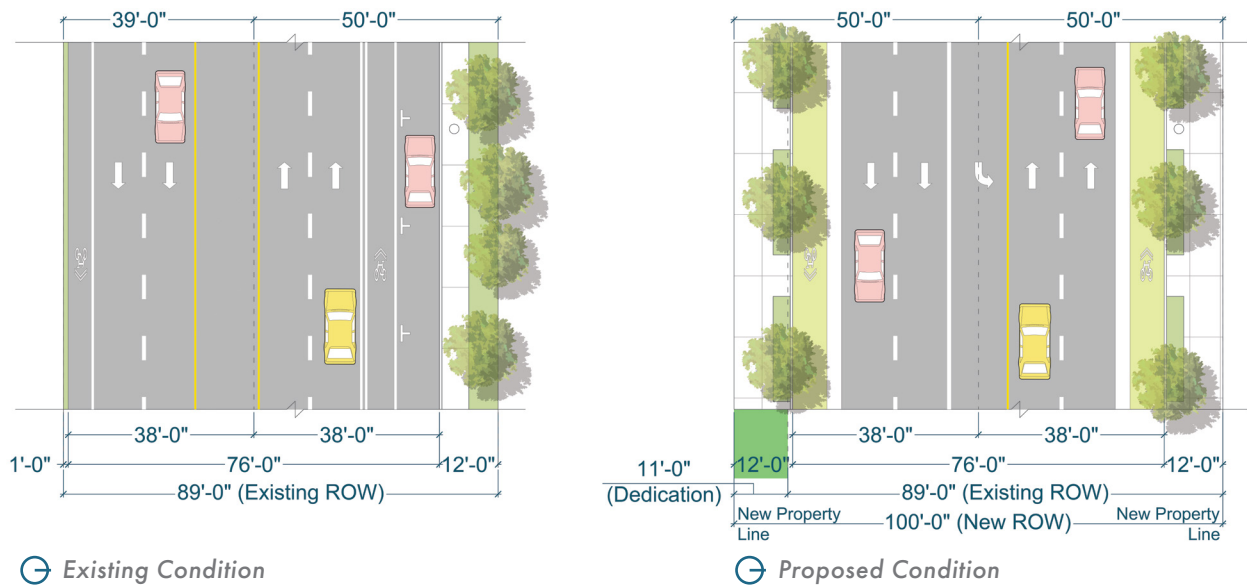 39'-0" 50'-0"
38'-0" 38'-0"
1'-0" 76'-0" 12'-0"
89'-0" (Existing ROW)
Existing Condition
50'-0" 50'-0"
38'-0" 38'-0"
12'-0" 76'-0" 12'-0"
11'-0"
(Dedication)
89'-0" (Existing ROW)
New Property
Line
100'-0" (New ROW)
New Property
Line
Proposed Condition